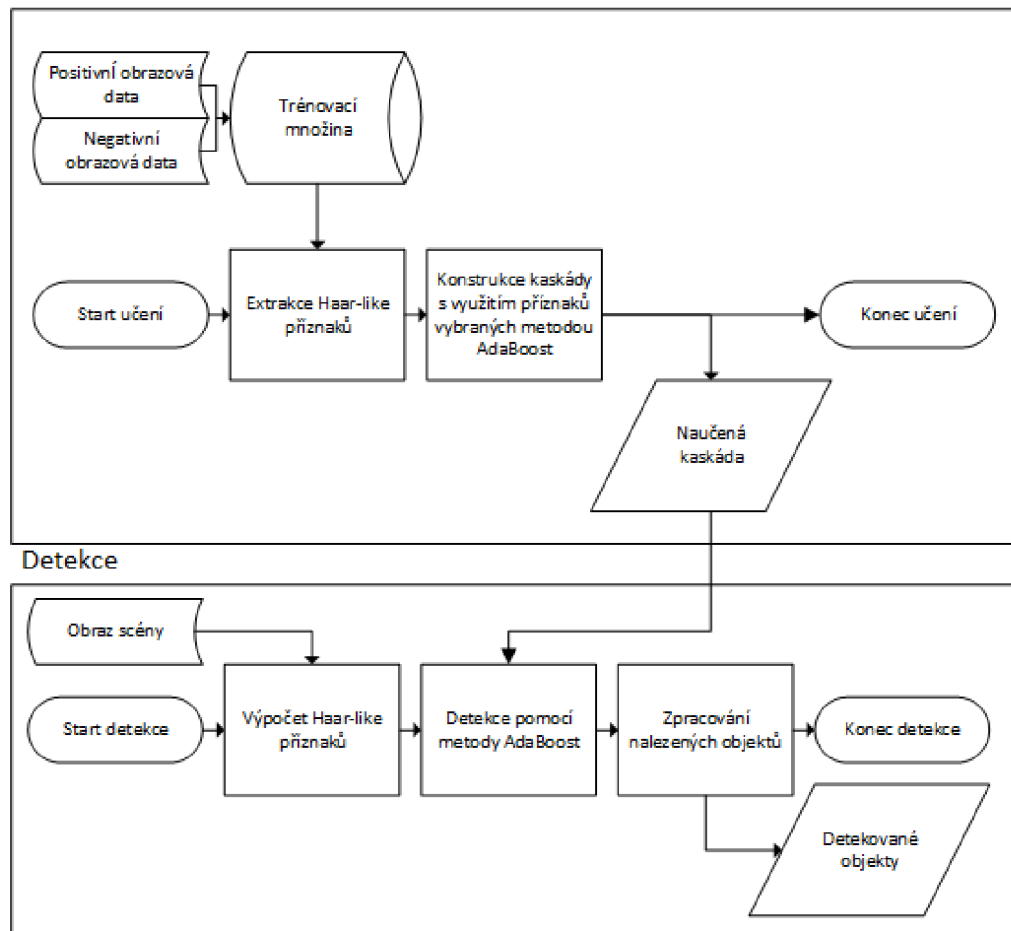 Positivní obrazová
data
Negativní
obrazová data
Trénovací
množina
Start učení
Extrakce Haar-like
příznaků
Konstrukce kaskády
s využitím příznaků
vybraných metodou
AdaBoost
Konec učení
Naučená
kaskáda
Detekce
Obraz scény
Start detekce
Výpočet Haar-like
příznaků
Detekce pomocí
metody AdaBoost
Zpracování
nalezených objektů
Konec detekce
Detekované
objekty